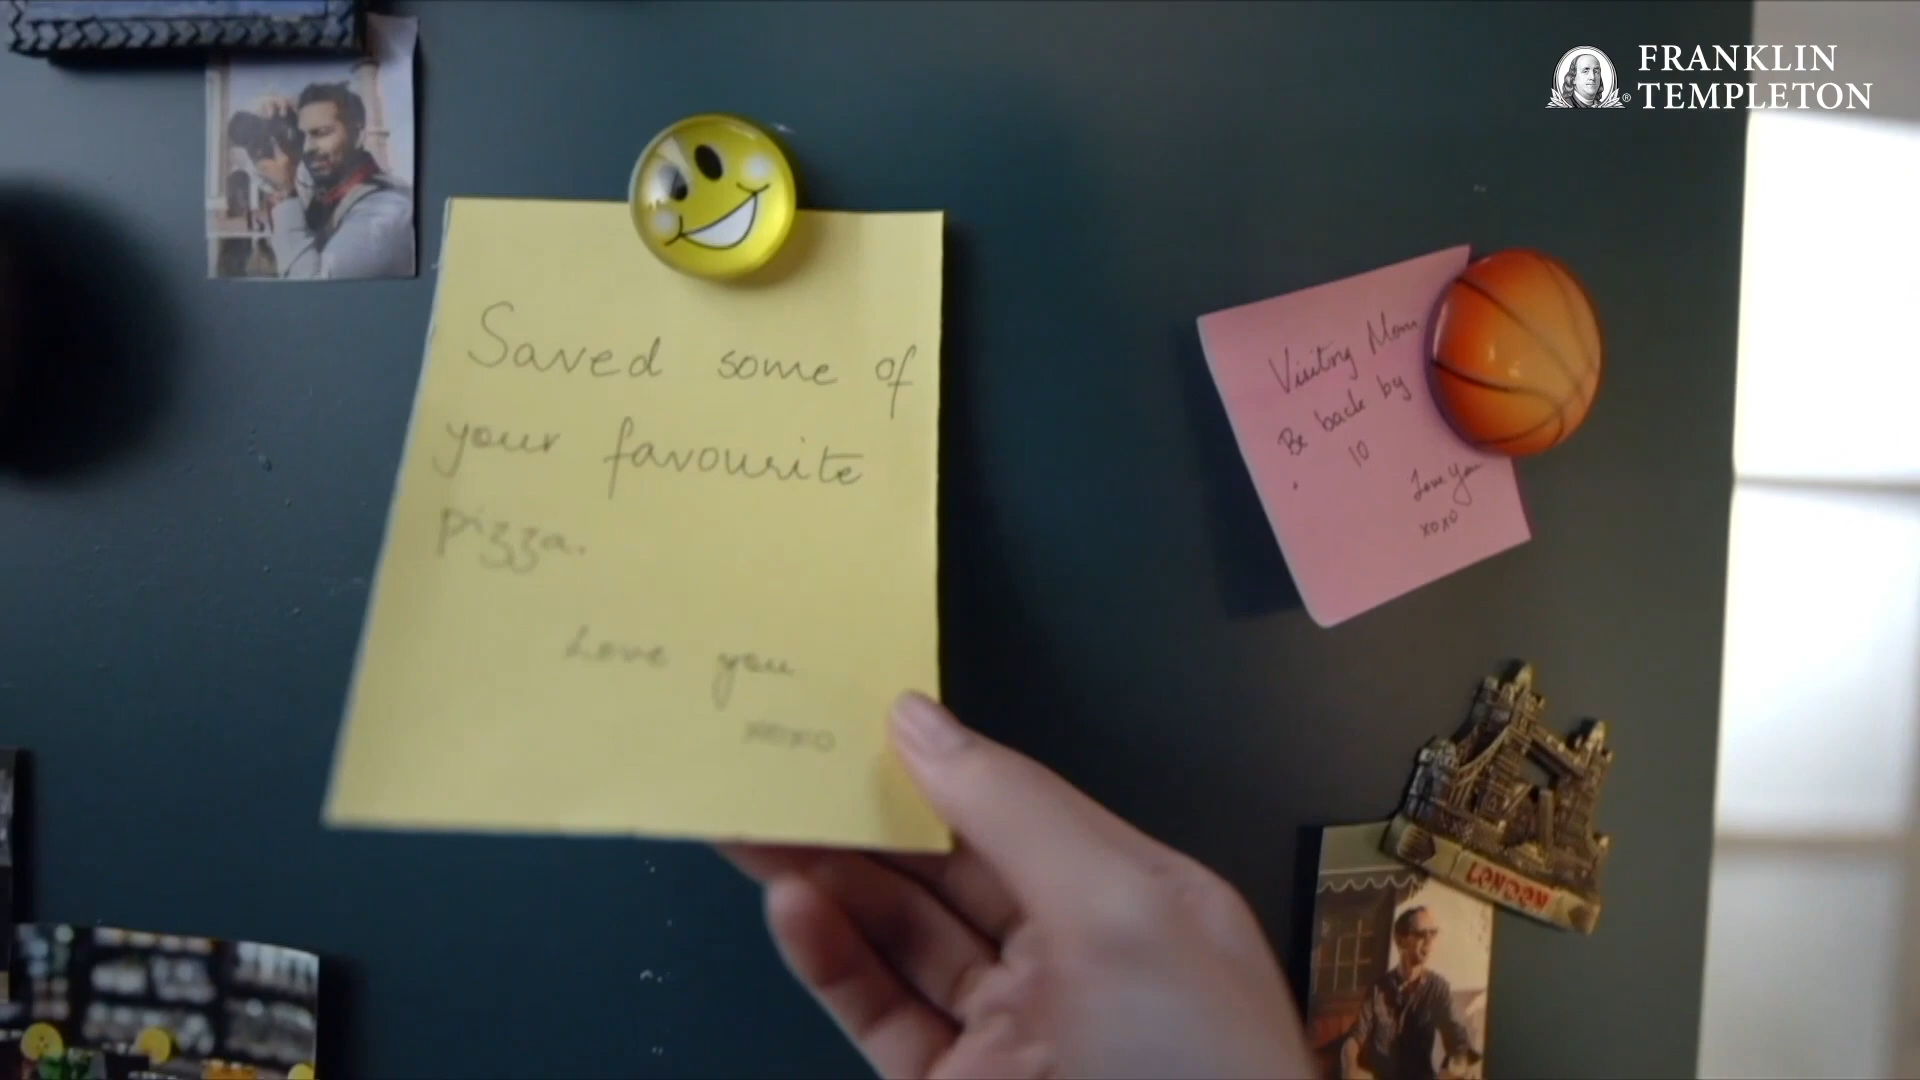 FRANKLIN
TEMPLETON
Saved some of
your favourite
pizza.
Love you
xoxo
Visiting Mom
Be back by
10
Love you
xoxo
LONDON